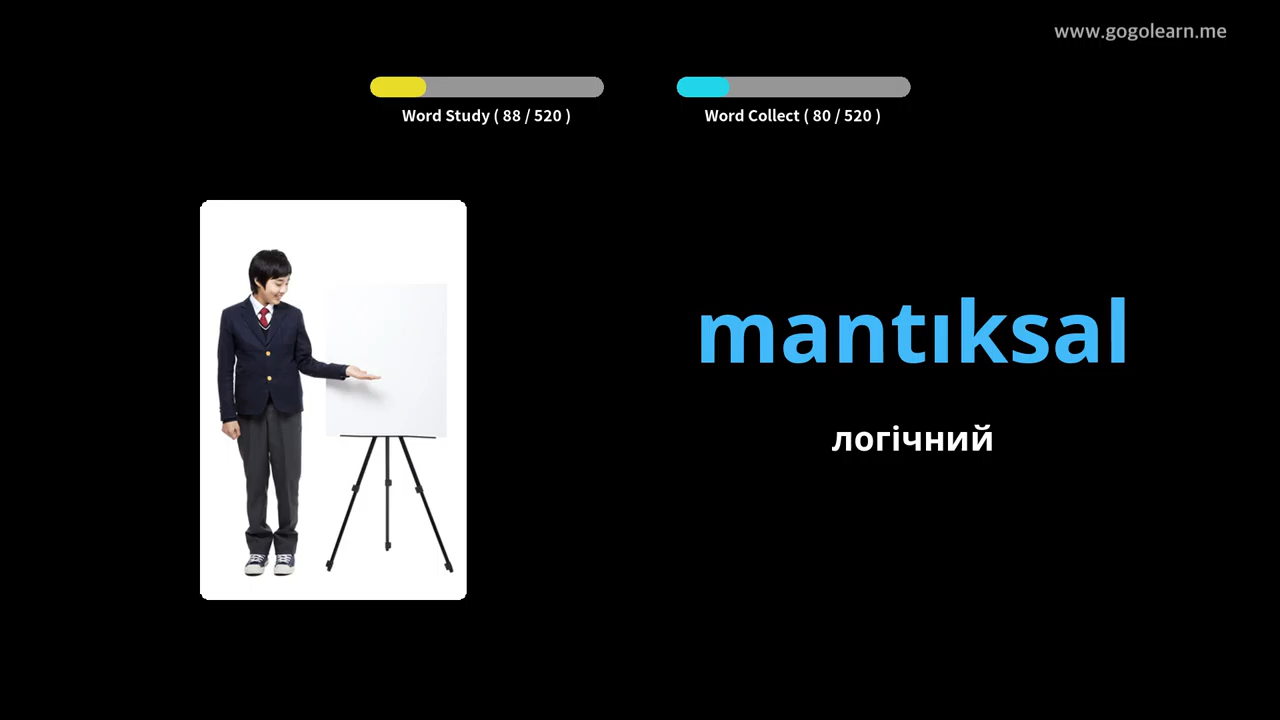 www.gogolearn.me
Word Study ( 88 / 520 )
Word Collect ( 80 / 520 )
mantıksal
логічний